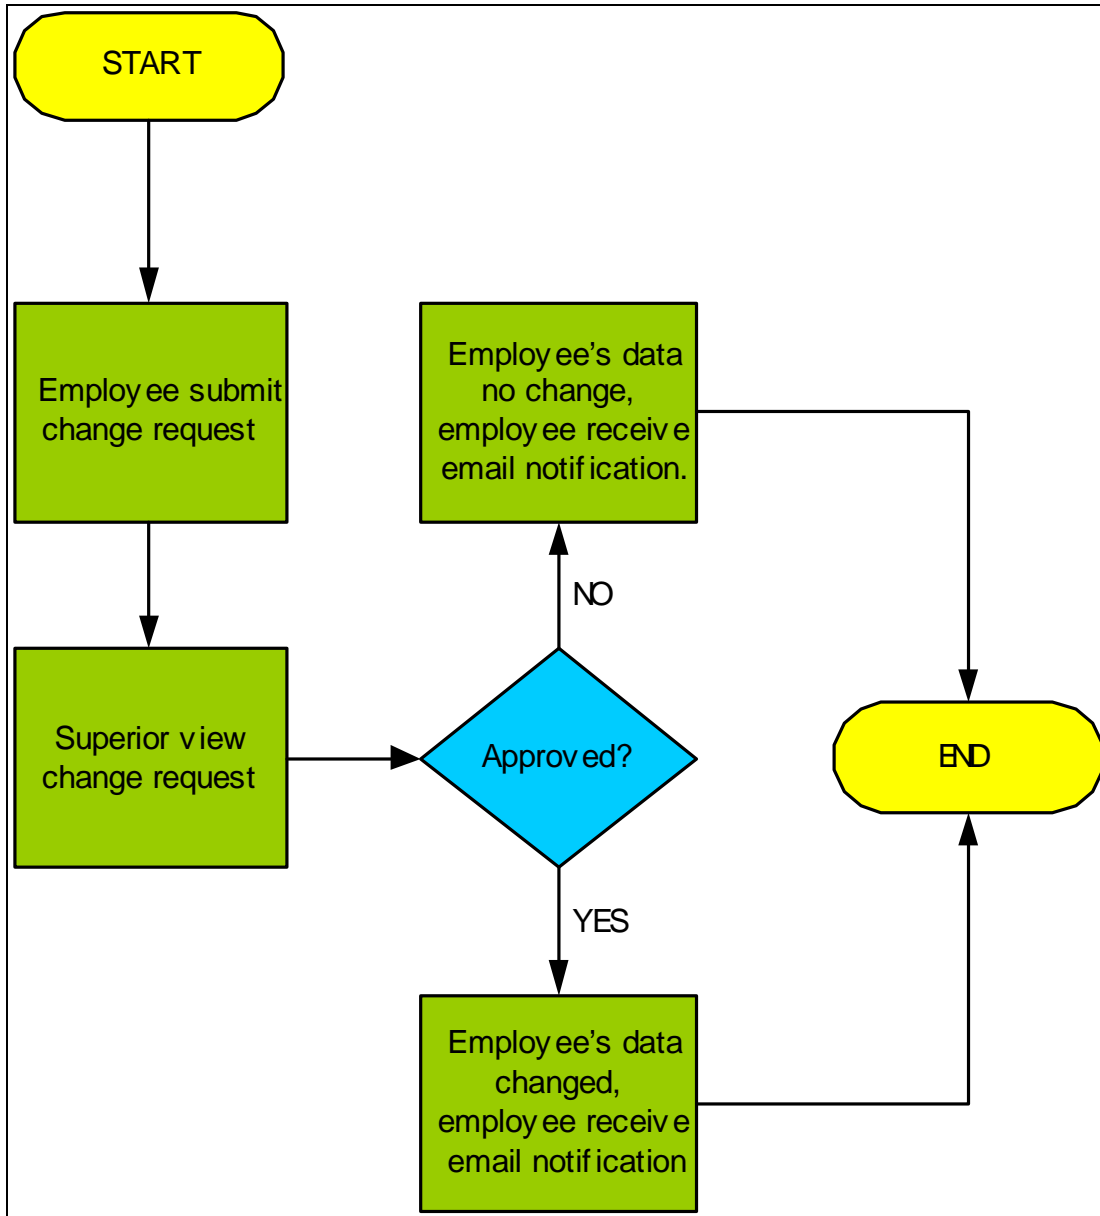 START
Employee submit
change request
Superior view
change request
Approved?
NO
Employee's data
no change,
employee receive
email notification.
YES
Employee's data
changed,
employee receive
email notification
END